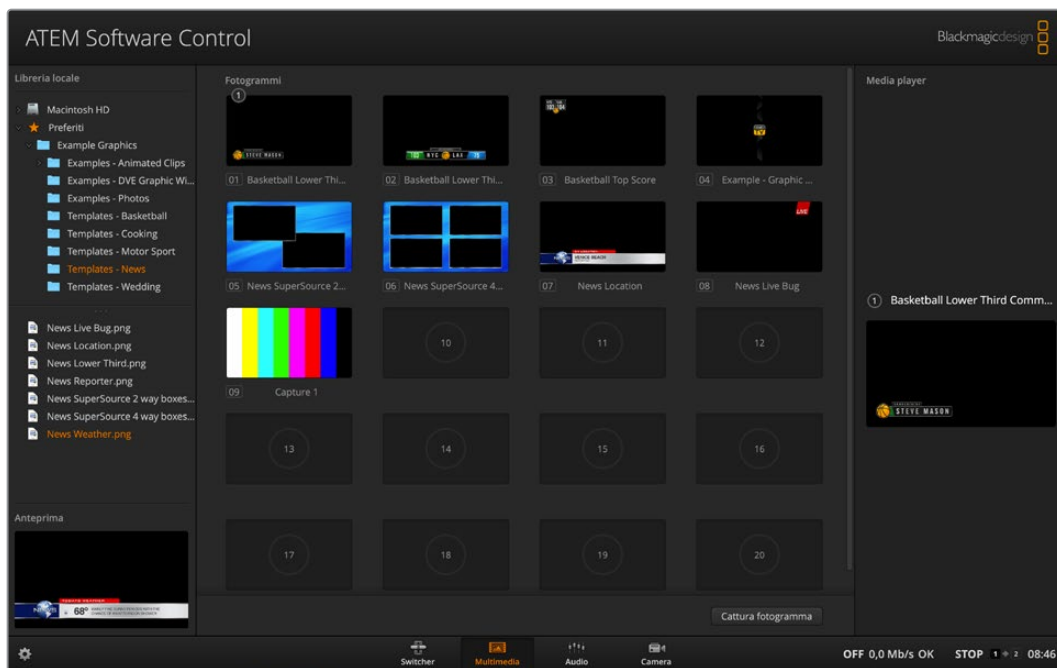 ATEM Software Control
Blackmagicdesign
Libreria locale
Macintosh HD
Preferiti
Example Graphics
Examples - Animated Clips
Examples - DVE Graphic Wi...
Examples - Photos
Templates - Basketball
Templates - Cooking
Templates - Motor Sport
Templates - News
Templates - Wedding
News Live Bug.png
News Location.png
News Lower Third.png
News Reporter.png
News SuperSource 2 way boxes...
News SuperSource 4 way boxes...
News Weather.png
Anteprima
NEWS
68°
Fotogrammi
1
STEVE MASON
NYC LAX
TV
01 Basketball Lower Thi...
02 Basketball Lower Thi...
03 Basketball Top Score
04 Example - Graphic ...
VENICE BEACH
LIVE
05 News SuperSource 2...
06 News SuperSource 4...
07 News Location
08 News Live Bug
10
11
12
09 Capture 1
13
14
15
16
17
18
19
20
Cattura fotogramma
Media player
1 Basketball Lower Third Comm...
STEVE MASON
Switcher
Multimedia
Audio
Camera
OFF 0,0 Mb/s OK
STOP 1 + 2 08:46